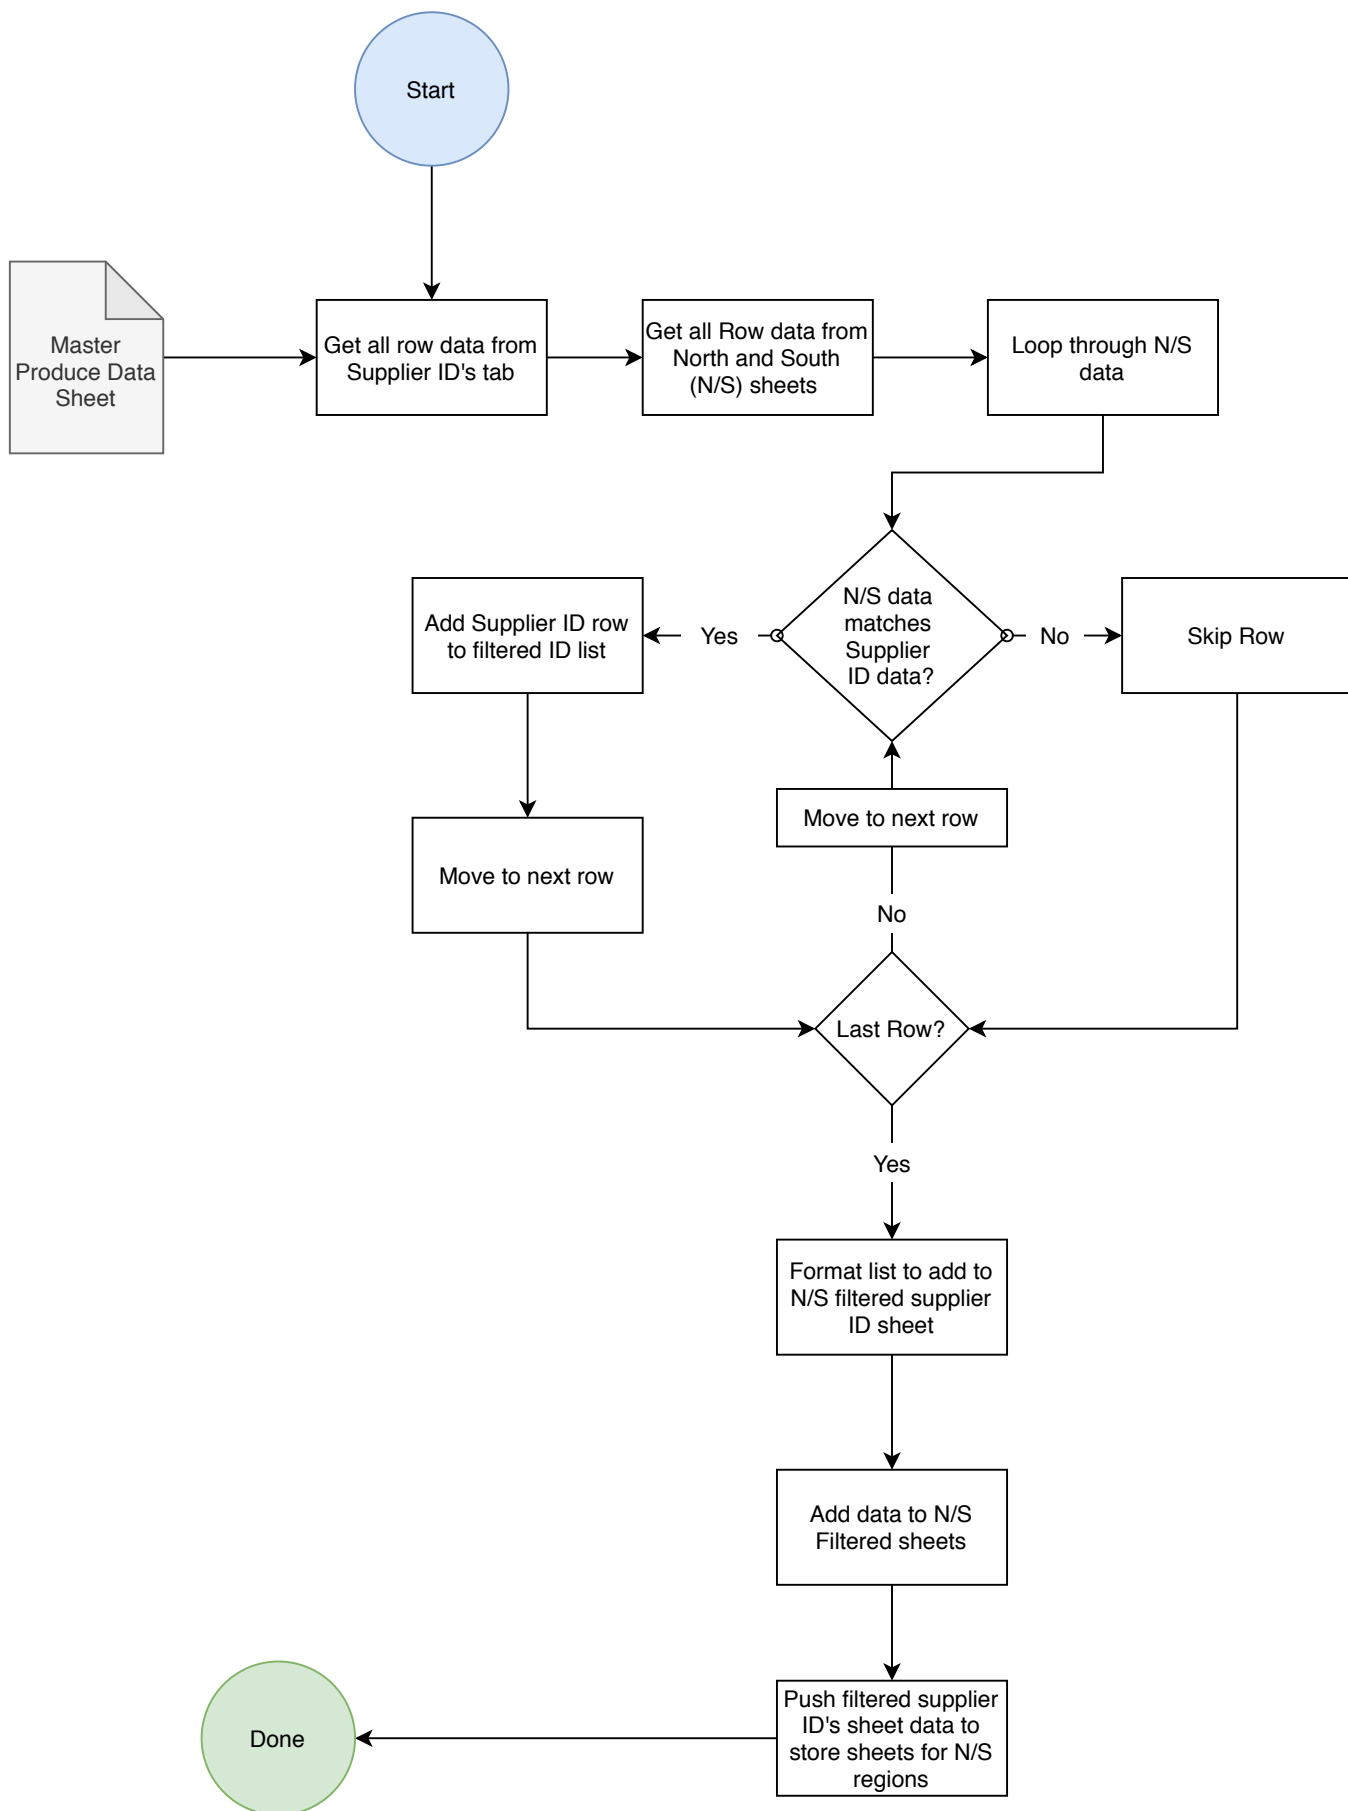 Start
Master
Produce Data
Sheet
Get all row data from
Supplier ID's tab
Get all Row data from
North and South
(N/S) sheets
Loop through N/S
data
N/S data
matches
Supplier
ID data?
Yes
No
Add Supplier ID row
to filtered ID list
Skip Row
Move to next row
Move to next row
No
Last Row?
Yes
Format list to add to
N/S filtered supplier
ID sheet
Add data to N/S
Filtered sheets
Push filtered supplier
ID's sheet data to
store sheets for N/S
regions
Done